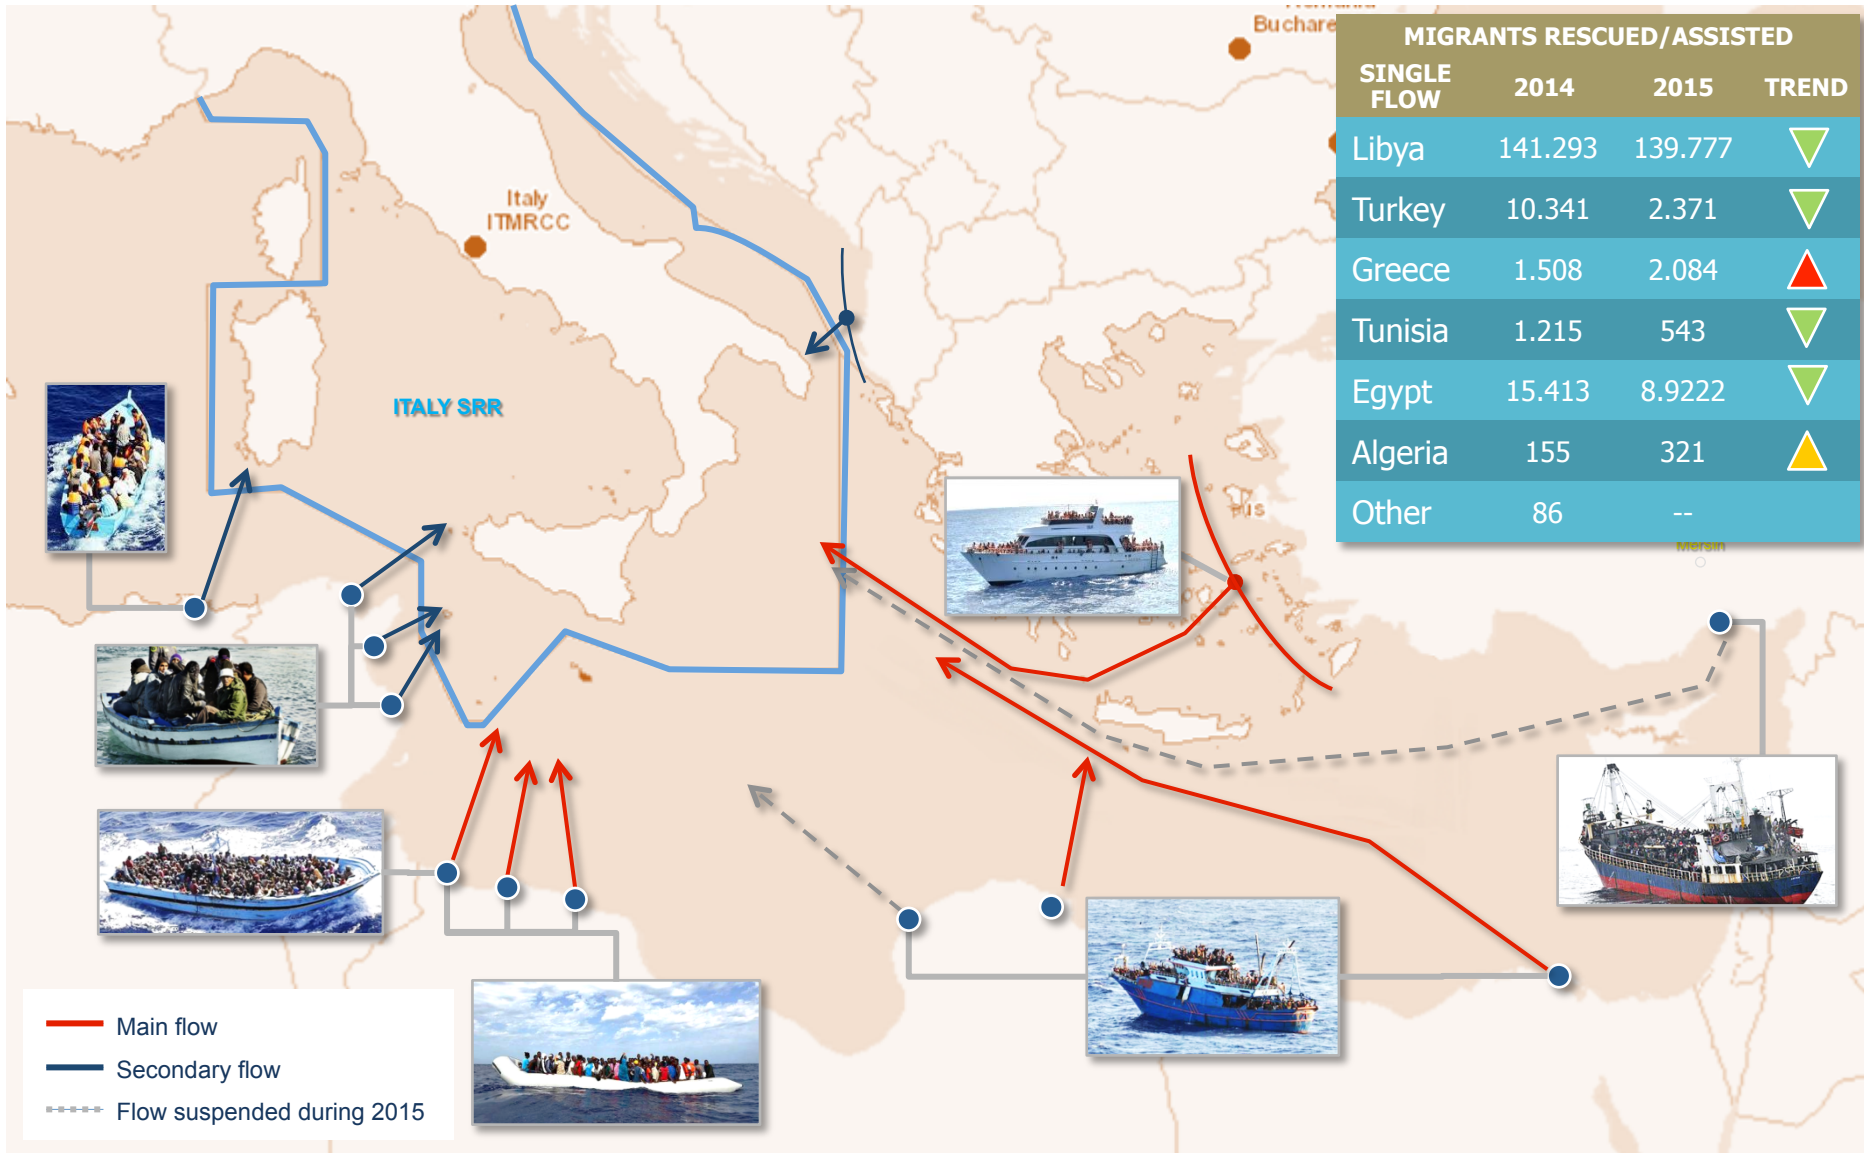 Buchare
Italy
ITMRCC
ITALY SRR
MIGRANTS RESCUED/ASSISTED
SINGLE FLOW 2014 2015 TREND
Libya 141.293 139.777
Turkey 10.341 2.371
Greece 1.508 2.084
Tunisia 1.215 543
Egypt 15.413 8.9222
Algeria 155 321
Other 86 --
Mersin
Main flow
Secondary flow
Flow suspended during 2015